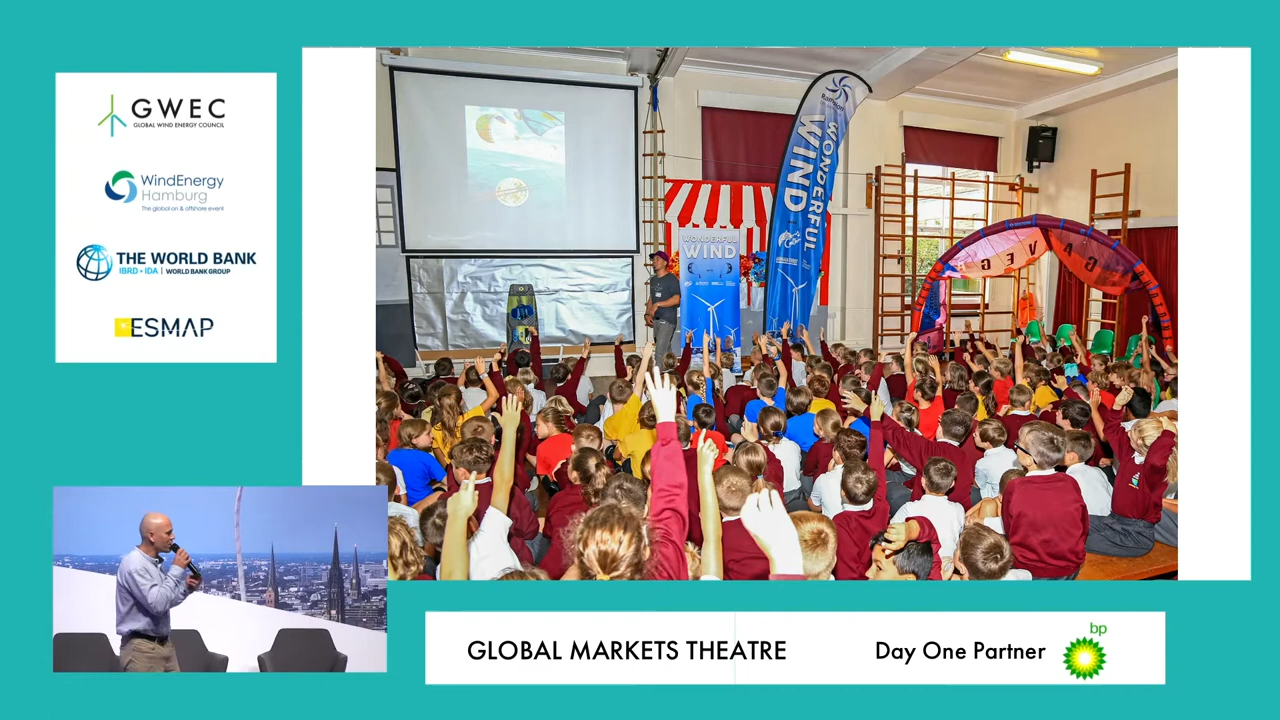 GWEC
GLOBAL WIND ENERGY COUNCIL
WindEnergy
Hamburg
The global on & offshore event
THE WORLD BANK
IBRD • IDA | WORLD BANK GROUP
ESMAP
WONDERFUL
WIND
WONDERFUL
WIND
GLOBAL MARKETS THEATRE
Day One Partner
bp